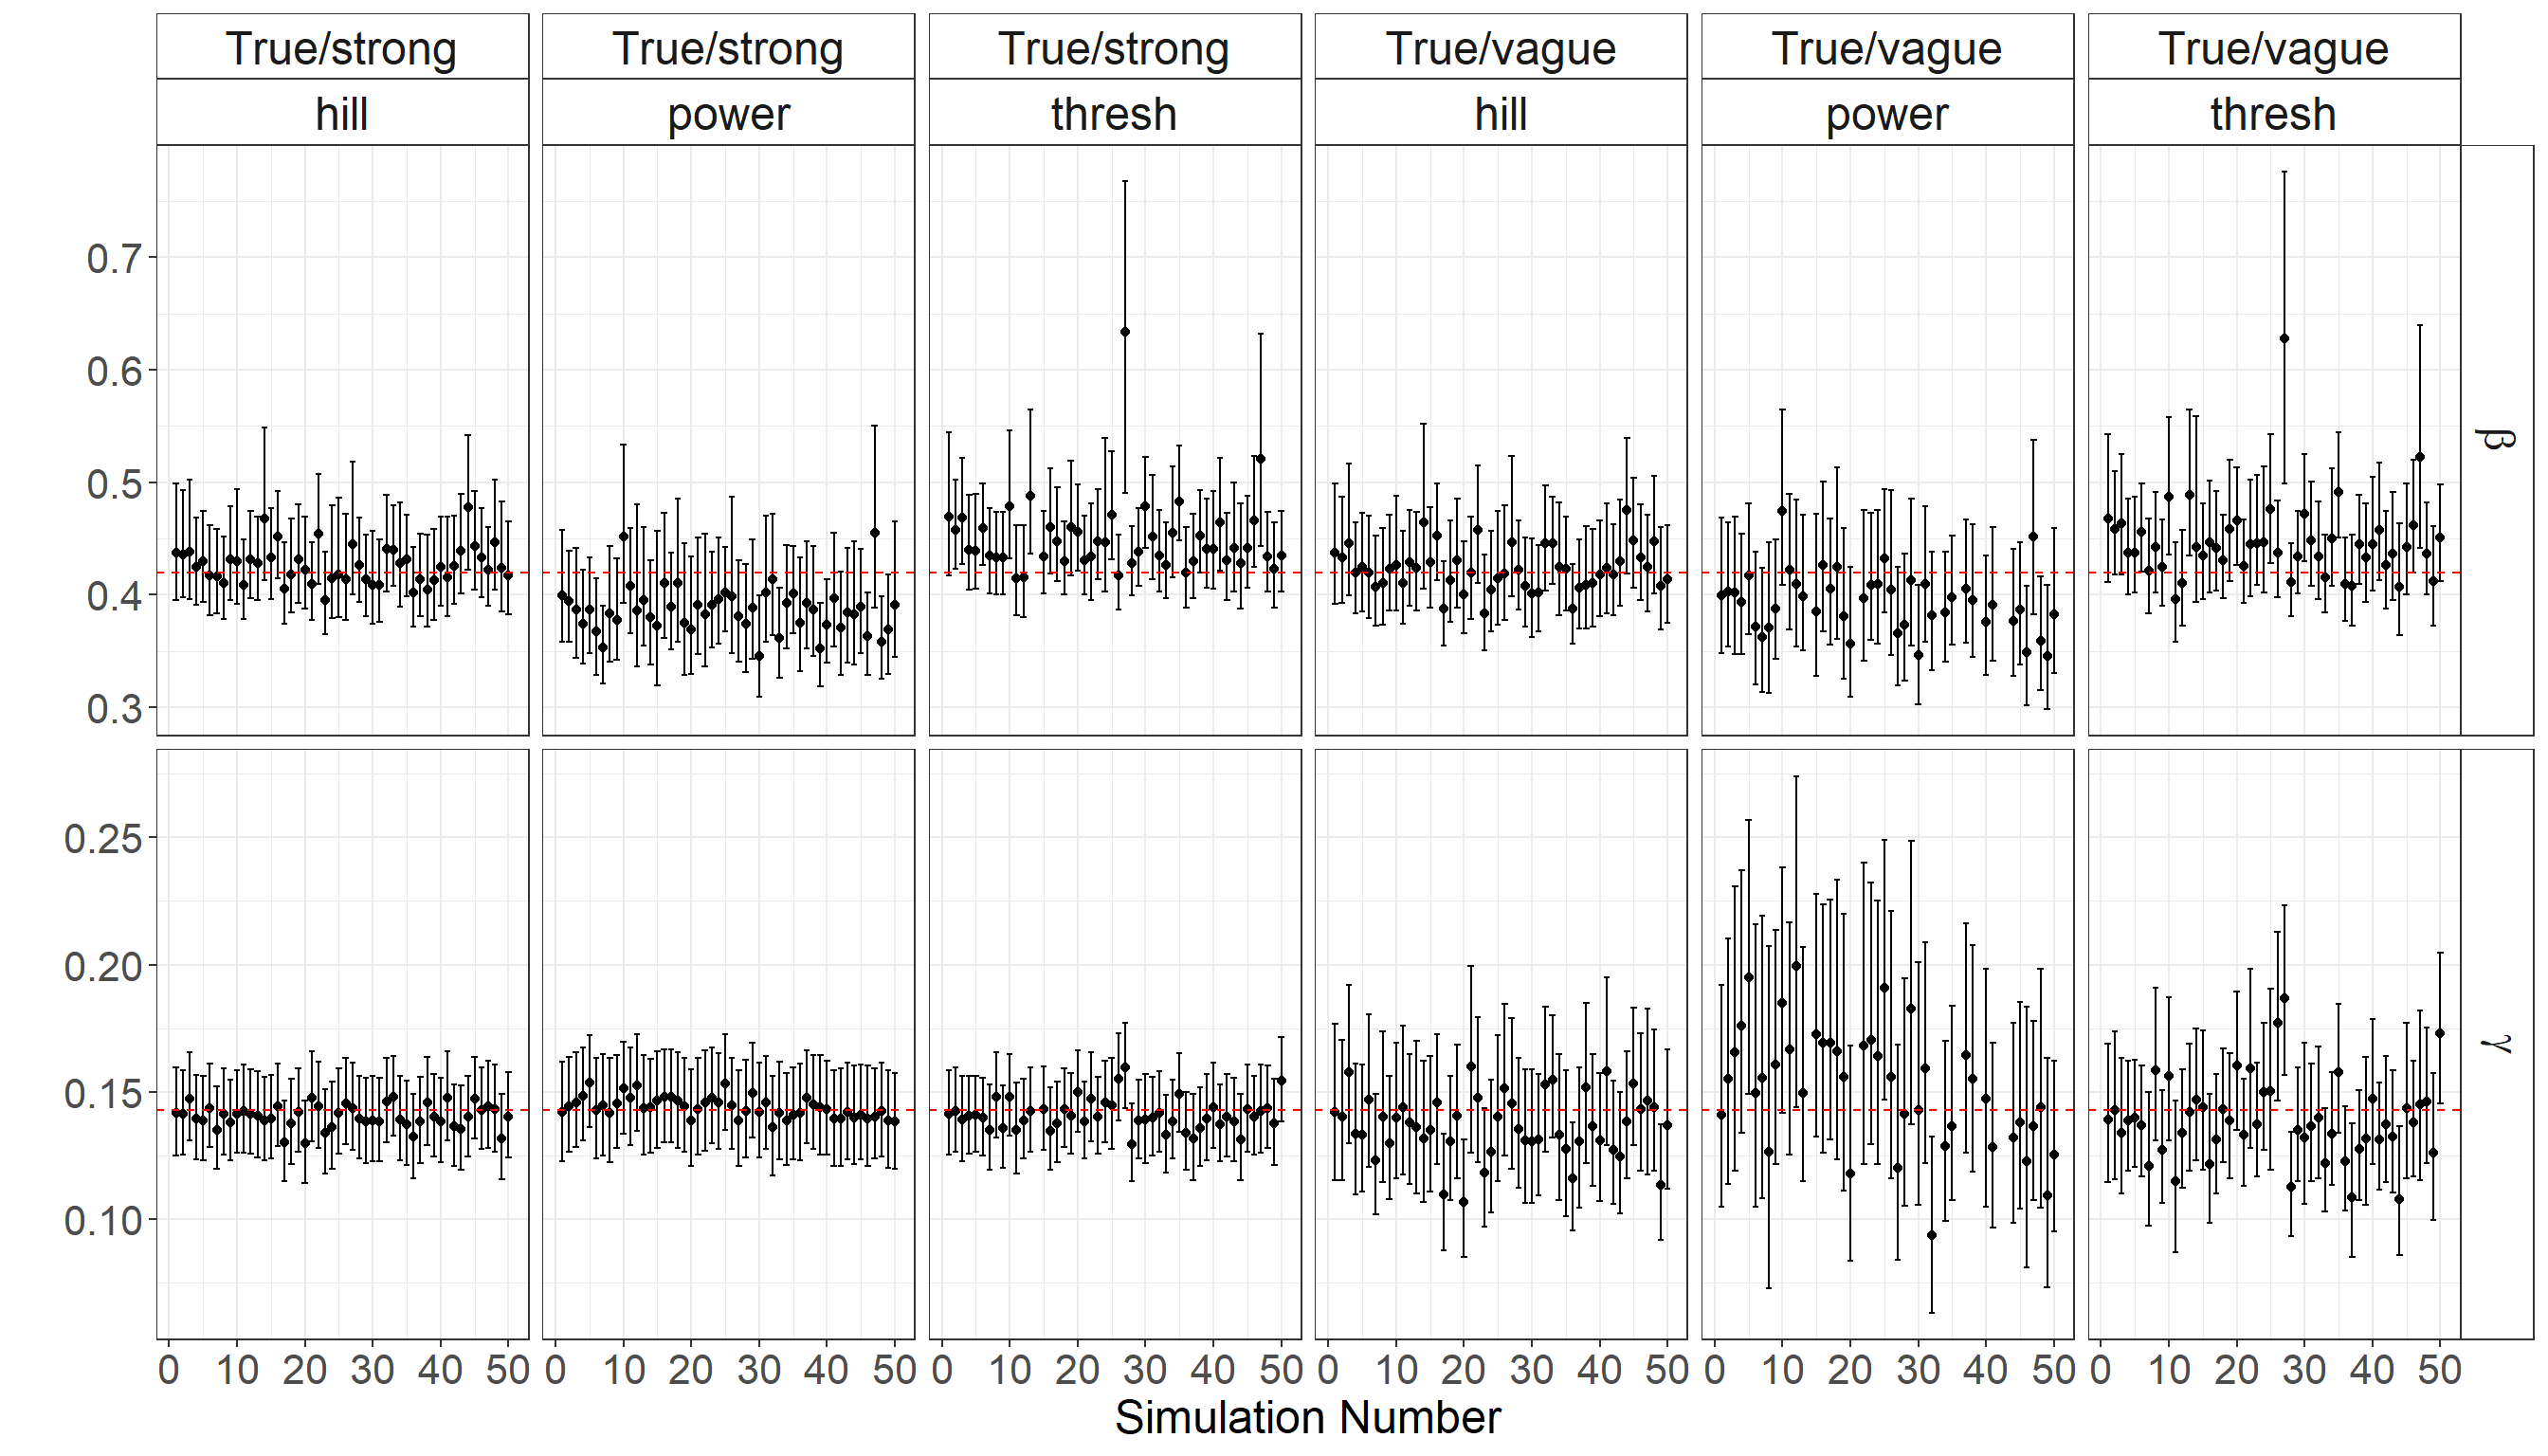 True/strong True/strong True/strong True/vague True/vague True/vague
hill power thresh hill power thresh
0.7
0.6
0.5
0.4
0.3
β
0.25
0.20
0.15
0.10
γ
0 10 20 30 40 50 0 10 20 30 40 50 0 10 20 30 40 50 0 10 20 30 40 50 0 10 20 30 40 50 0 10 20 30 40 50
Simulation Number